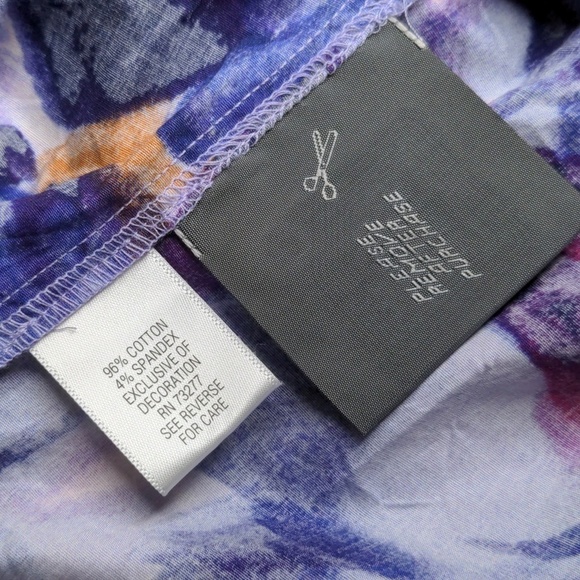 96% COTTON
4% SPANDEX
EXCLUSIVE OF
DECORATION
RN 73277
SEE REVERSE
FOR CARE
PLEASE
REMOVE
AFTER
PURCHASE